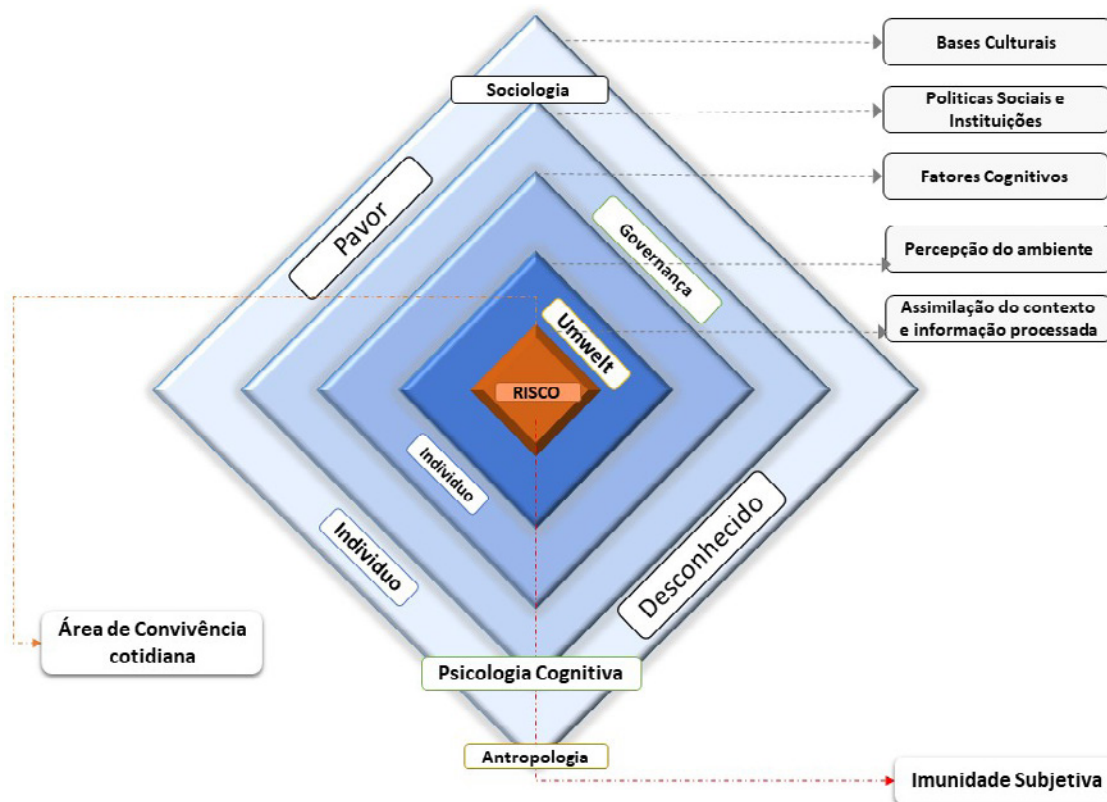 Bases Culturais
Sociologia
Politicas Sociais e
Instituições
Fatores Cognitivos
Pavor
Governança
Percepção do ambiente
Assimilação do contexto
e informação processada
Umwelt
RISCO
Individuo
Individuo
Desconhecido
Área de Convivência
cotidiana
Psicologia Cognitiva
Antropologia
Imunidade Subjetiva